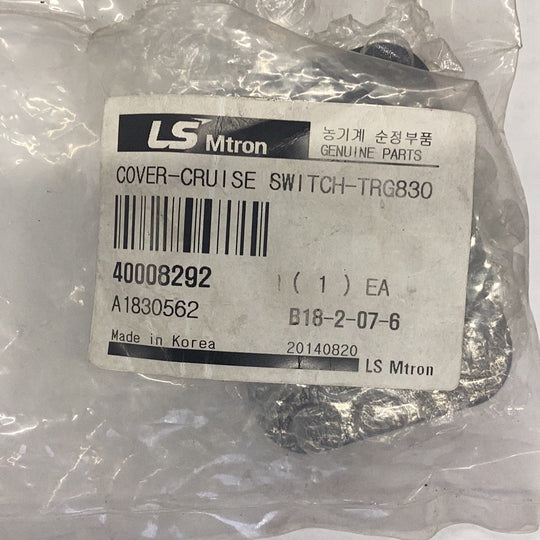 LS Mtron
농기계 순정부품
GENUINE PARTS
COVER-CRUISE SWITCH-TRG830
40008292
1 ( 1 ) EA
A1830562
B18-2-07-6
Made in Korea
20140820
LS Mtron